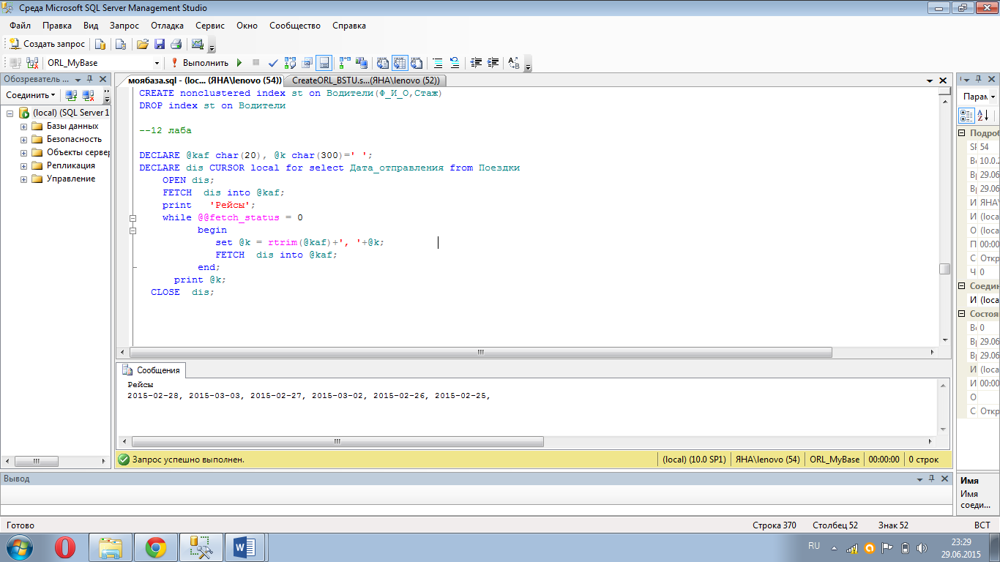 Среда Microsoft SQL Server Management Studio
Файл Правка Вид Запрос Отладка Сервис Окно Сообщество Справка
Создать запрос
ORL_MyBase Выполнить
Обозреватель ...
Соединить
(local) (SQL Server 1
Базы данных
Безопасность
Объекты сервер
Репликация
Управление
моябаза.sql - (loc... (ЯНА\lenovo (54)) CreateORL_BSTU.s...(ЯНА\lenovo (52))
CREATE nonclustered index st on Водители(Ф_И_О,Стаж)
DROP index st on Водители
--12 лаба
DECLARE @kaf char(20), @k char(300)=' ';
DECLARE dis CURSOR local for select Дата_отправления from Поездки
OPEN dis;
FETCH dis into @kaf;
print 'Рейсы';
while @@fetch_status = 0
begin
set @k = rtrim(@kaf)+', '+@k;
FETCH dis into @kaf;
end;
print @k;
CLOSE dis;
Сообщения
Рейсы
2015-02-28, 2015-03-03, 2015-02-27, 2015-03-02, 2015-02-26, 2015-02-25,
Запрос успешно выполнен. (local) (10.0 SP1) ЯНА\lenovo (54) ORL_MyBase 00:00:00 0 строк
Парам
Подроб
54
10.0.2
29.06
29.06
И ЯНА\
И (loca
О (loca
П 00:00
С Откр
Ч 0
Соедин
И (loca
Состоя
0
29.06
29.06
И (loca
И 00:00
О
С Откр
Имя
Имя
соеди...
Вывод
Готово Строка 370 Столбец 52 Знак 52 ВСТ
RU 23:29
29.06.2015